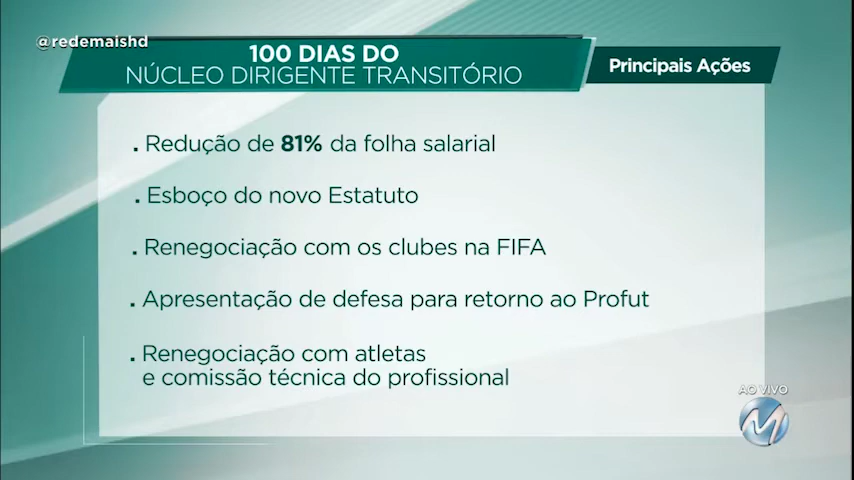 @redemaishd
100 DIAS DO
NÚCLEO DIRIGENTE TRANSITÓRIO
Principais Ações
. Redução de 81% da folha salarial
. Esboço do novo Estatuto
. Renegociação com os clubes na FIFA
. Apresentação de defesa para retorno ao Profut
. Renegociação com atletas
e comissão técnica do profissional
AO VIVO
M